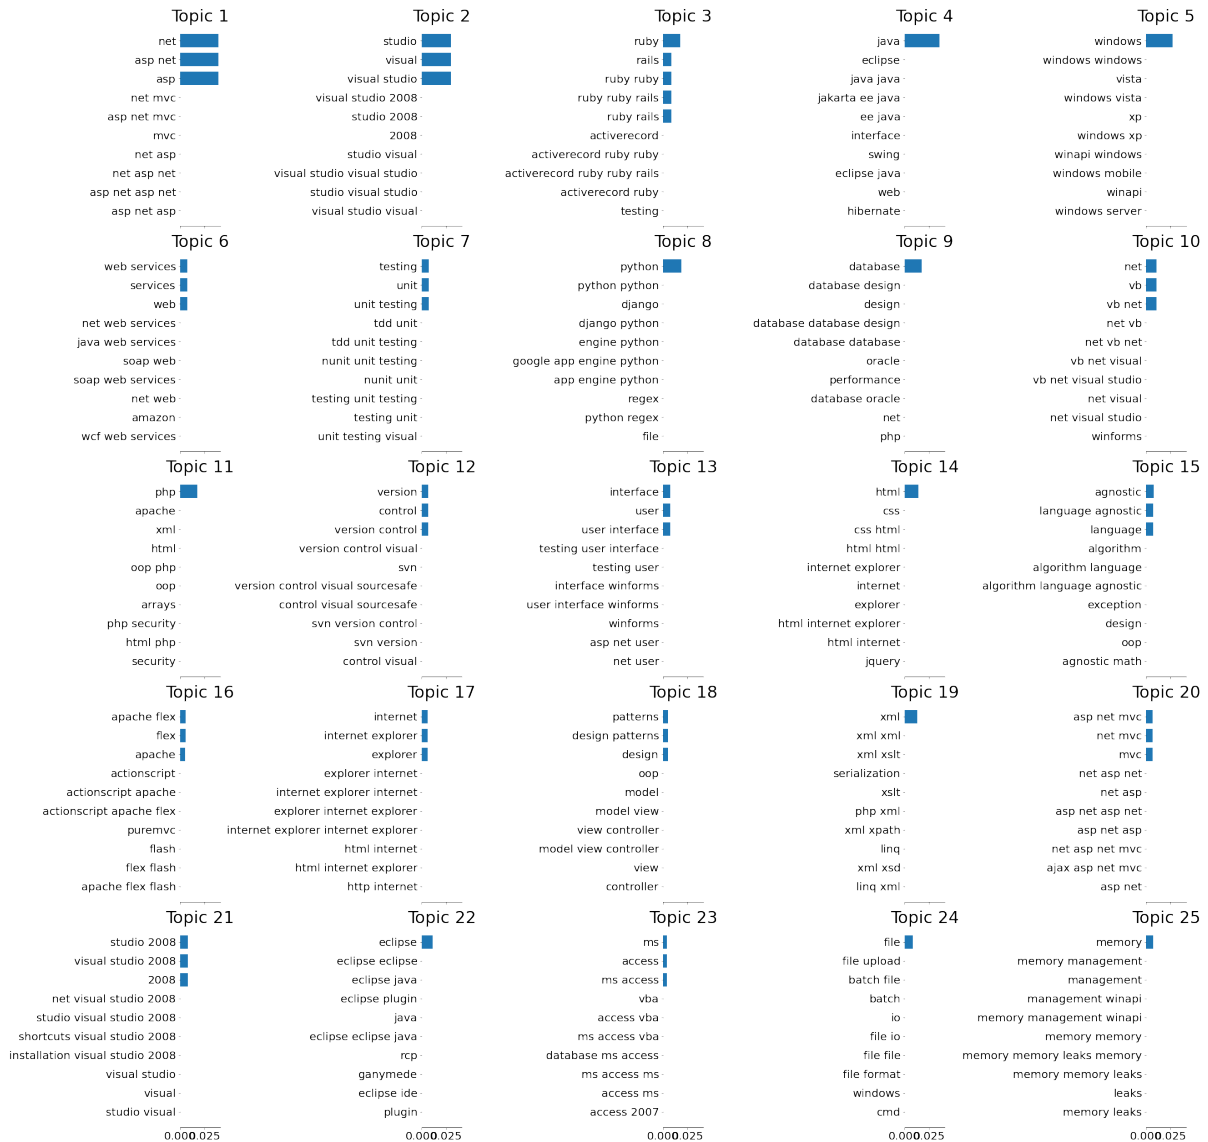 Topic 1
net
asp net
asp
net mvc
asp net mvc
mvc
net asp
net asp net
asp net asp net
asp net asp
Topic 2
studio
visual
visual studio
visual studio 2008
studio 2008
2008
studio visual
visual studio visual studio
studio visual studio
visual studio visual
Topic 3
ruby
rails
ruby ruby
ruby ruby rails
ruby rails
activerecord
activerecord ruby ruby
activerecord ruby ruby rails
activerecord ruby
testing
Topic 4
java
eclipse
java java
jakarta ee java
ee java
interface
swing
eclipse java
web
hibernate
Topic 5
windows
windows windows
vista
windows vista
xp
windows xp
winapi windows
windows mobile
winapi
windows server
Topic 6
web services
services
web
net web services
java web services
soap web
soap web services
net web
amazon
wcf web services
Topic 7
testing
unit
unit testing
tdd unit
tdd unit testing
nunit unit testing
nunit unit
testing unit testing
testing unit
unit testing visual
Topic 8
python
python python
django
django python
engine python
google app engine python
app engine python
regex
python regex
file
Topic 9
database
database design
design
database database design
database database
oracle
performance
database oracle
net
php
Topic 10
net
vb
vb net
net vb
net vb net
vb net visual
vb net visual studio
net visual
net visual studio
winforms
Topic 11
php
apache
xml
html
oop php
oop
arrays
php security
html php
security
Topic 12
version
control
version control
version control visual
svn
version control visual sourcesafe
control visual sourcesafe
svn version control
svn version
control visual
Topic 13
interface
user
user interface
testing user interface
testing user
interface winforms
user interface winforms
winforms
asp net user
net user
Topic 14
html
css
css html
html html
internet explorer
internet
explorer
html internet explorer
html internet
jquery
Topic 15
agnostic
language agnostic
language
algorithm
algorithm language
algorithm language agnostic
exception
design
oop
agnostic math
Topic 16
apache flex
flex
apache
actionscript
actionscript apache
actionscript apache flex
puremvc
flash
flex flash
apache flex flash
Topic 17
internet
internet explorer
explorer
explorer internet
internet explorer internet
explorer internet explorer
internet explorer internet explorer
html internet
html internet explorer
http internet
Topic 18
patterns
design patterns
design
oop
model
model view
view controller
model view controller
view
controller
Topic 19
xml
xml xml
xml xslt
serialization
xslt
php xml
xml xpath
linq
xml xsd
linq xml
Topic 20
asp net mvc
net mvc
mvc
net asp net
net asp
asp net asp net
asp net asp
net asp net mvc
ajax asp net mvc
asp net
Topic 21
studio 2008
visual studio 2008
2008
net visual studio 2008
studio visual studio 2008
shortcuts visual studio 2008
installation visual studio 2008
visual studio
visual
studio visual
0.000 0.025
Topic 22
eclipse
eclipse eclipse
eclipse java
eclipse plugin
java
eclipse eclipse java
rcp
ganymede
eclipse ide
plugin
0.000 0.025
Topic 23
ms
access
ms access
vba
access vba
ms access vba
database ms access
ms access ms
access ms
access 2007
0.000 0.025
Topic 24
file
file upload
batch file
batch
io
file io
file file
file format
windows
cmd
0.000 0.025
Topic 25
memory
memory management
management
management winapi
memory management winapi
memory memory
memory memory leaks memory
memory memory leaks
leaks
memory leaks
0.000 0.025